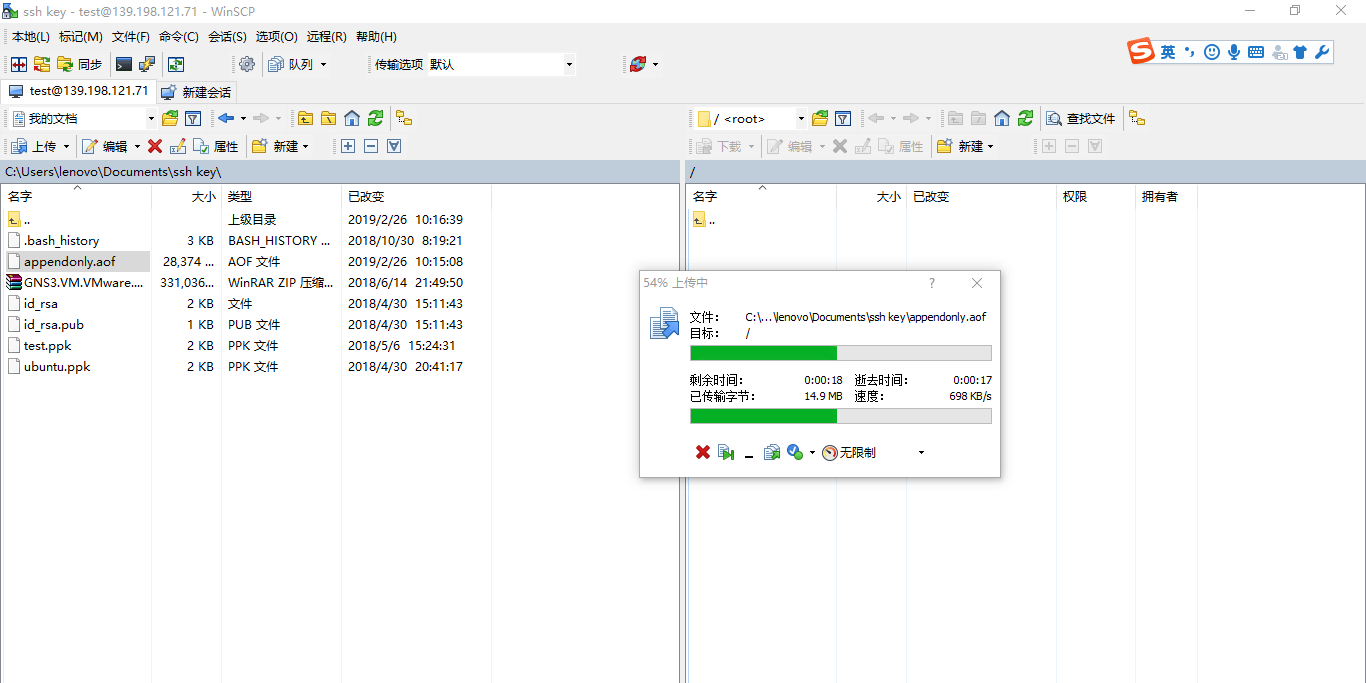 ssh key - test@139.198.121.71 - WinSCP
本地(L) 标记(M) 文件(F) 命令(C) 会话(S) 选项(O) 远程(R) 帮助(H)
同步 队列 传输选项 默认
英
test@139.198.121.71 新建会话
我的文档
/ <root> 查找文件
上传 编辑 属性 新建
下载 编辑 属性 新建
C:\Users\lenovo\Documents\ssh key\
/
名字 大小 类型 已改变
.. 上级目录 2019/2/26 10:16:39
.bash_history 3 KB BASH_HISTORY ... 2018/10/30 8:19:21
appendonly.aof 28,374 ... AOF 文件 2019/2/26 10:15:08
GNS3.VM.VMware.... 331,036... WinRAR ZIP 压缩... 2018/6/14 21:49:50
id_rsa 2 KB 文件 2018/4/30 15:11:43
id_rsa.pub 1 KB PUB 文件 2018/4/30 15:11:43
test.ppk 2 KB PPK 文件 2018/5/6 15:24:31
ubuntu.ppk 2 KB PPK 文件 2018/4/30 20:41:17
名字 大小 已改变 权限 拥有者
..
54% 上传中 ?
文件: C:\...\lenovo\Documents\ssh key\appendonly.aof
目标: /
剩余时间: 0:00:18 逝去时间: 0:00:17
已传输字节: 14.9 MB 速度: 698 KB/s
无限制